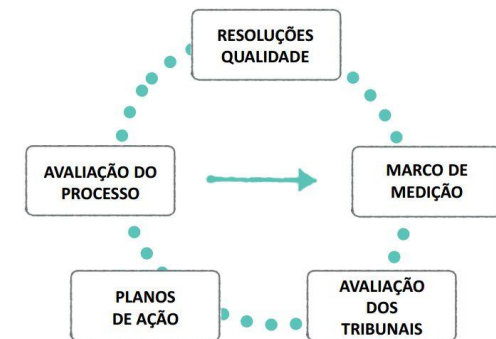 RESOLUÇÕES
QUALIDADE
AVALIAÇÃO DO
PROCESSO
MARCO DE
MEDIÇÃO
PLANOS
DE AÇÃO
AVALIAÇÃO
DOS
TRIBUNAIS